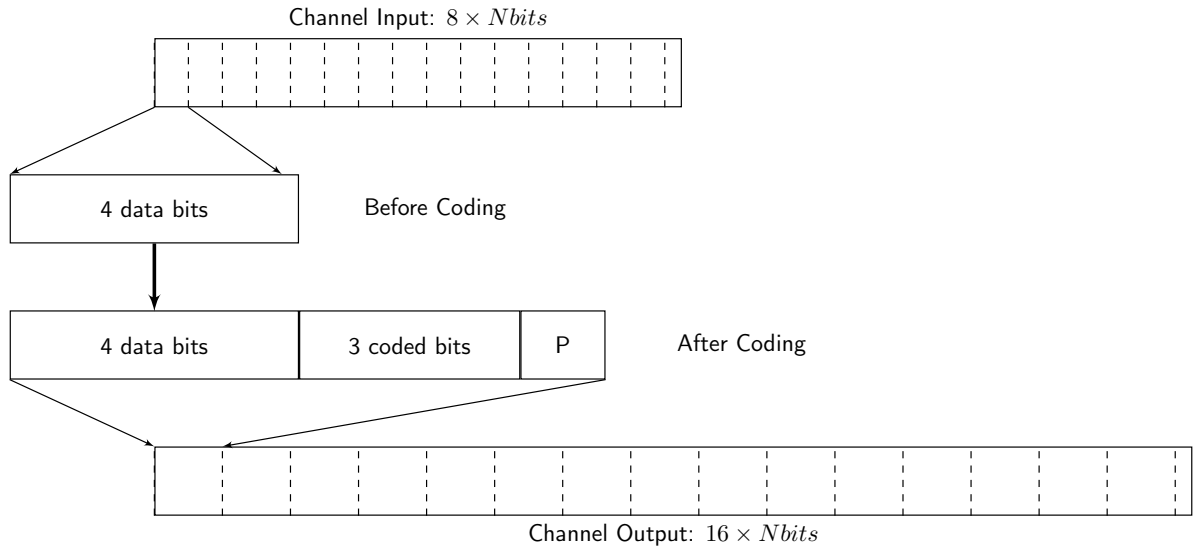 Channel Input: 8 × Nbits
4 data bits
Before Coding
4 data bits
3 coded bits
P
After Coding
Channel Output: 16 × Nbits